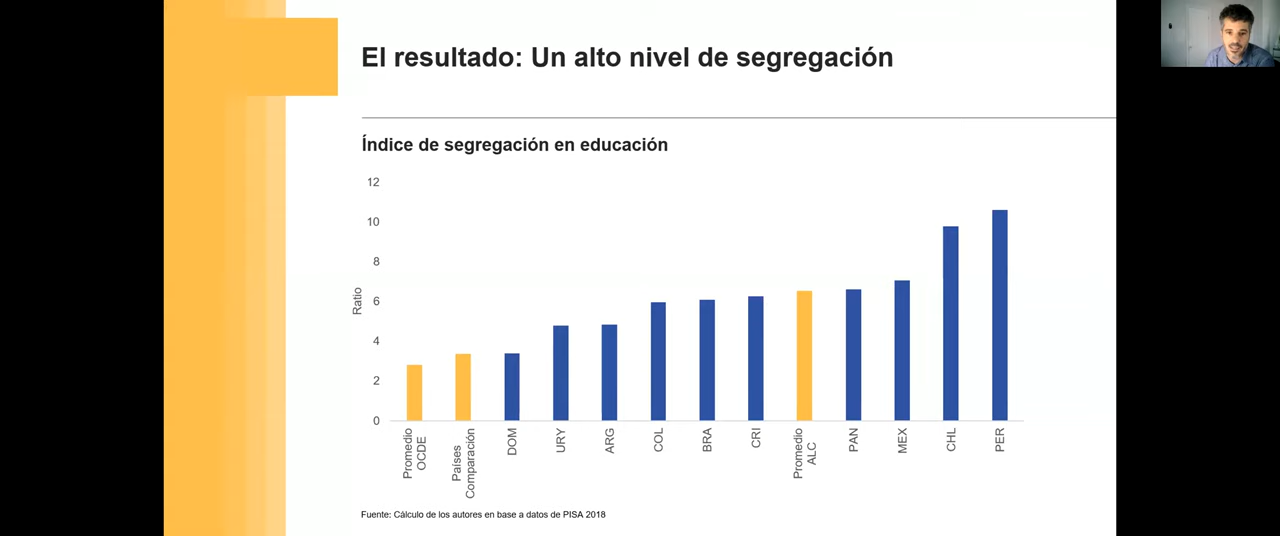 El resultado: Un alto nivel de segregación
Índice de segregación en educación
12
10
8
6
4
2
0
Ratio
Promedio
OCDE
Países
Comparación
DOM
URY
ARG
COL
BRA
CRI
Promedio
ALC
PAN
MEX
CHL
PER
Fuente: Cálculo de los autores en base a datos de PISA 2018